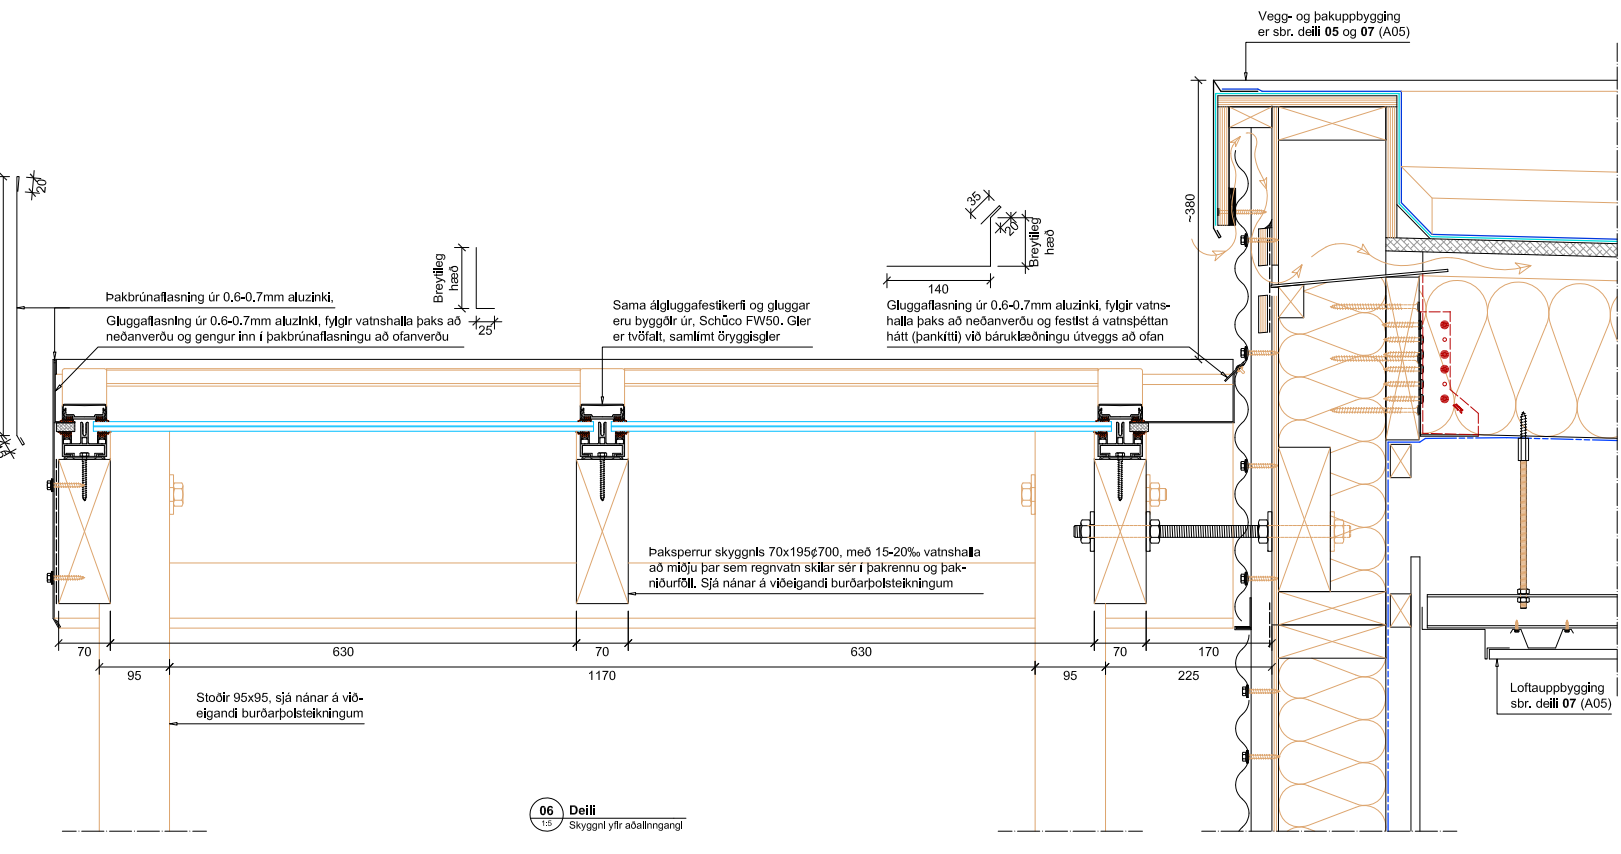 Vegg- og þakuppbygging
er sbr. deili 05 og 07 (A05)
~380
20
35
20
Breytileg
hæð
140
Breytileg
hæð
25
Þakbrúnaflasning úr 0.6-0.7mm aluzinki,
Gluggaflasning úr 0.6-0.7mm aluzinki, fylgir vatnshalla þaks að
neðanverðu og gengur inn í þakbrúnaflasningu að ofanverðu
Sama álgluggafestikerfi og gluggar
eru byggðir úr, Schüco FW50. Gler
er tvöfalt, samlímt öryggisgler
Gluggaflasning úr 0.6-0.7mm aluzinki, fylgir vatns-
halla þaks að neðanverðu og festist á vatnsþéttan
hátt (þankítti) við báruklæðningu útveggs að ofan
Þaksperrur skyggnis 70x195¢700, með 15-20‰ vatnshalla
að miðju þar sem regnvatn skilar sér í þakrennu og þak-
niðurföll. Sjá nánar á viðeigandi burðarþolsteikningum
70
630
70
630
70
170
95
1170
95
225
Stoðir 95x95, sjá nánar á við-
eigandi burðarþolsteikningum
Loftauppbygging
sbr. deili 07 (A05)
06
1:5
Deili
Skyggni yfir aðalinngangi